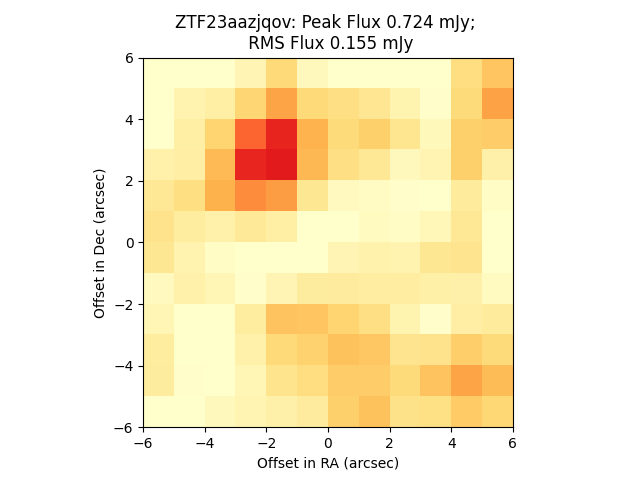 ZTF23aazjqov: Peak Flux 0.724 mJy;
RMS Flux 0.155 mJy
6
4
2
0
−2
−4
−6
Offset in Dec (arcsec)
−6 −4 −2 0 2 4 6
Offset in RA (arcsec)